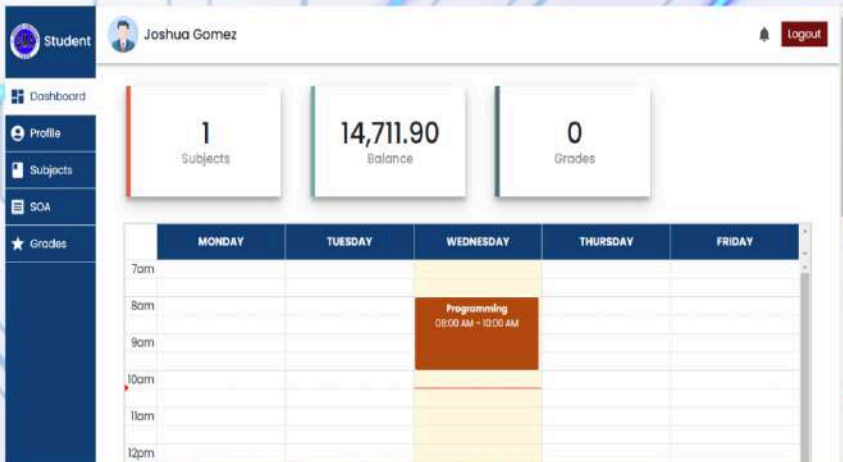 Student
Joshua Gomez
Logout
Dashboard
Profile
Subjects
SOA
Grades
1
Subjects
14,711.90
Balance
0
Grades
MONDAY TUESDAY WEDNESDAY THURSDAY FRIDAY
7am
8am
Programming
08:00 AM - 10:00 AM
9am
10am
11am
12pm